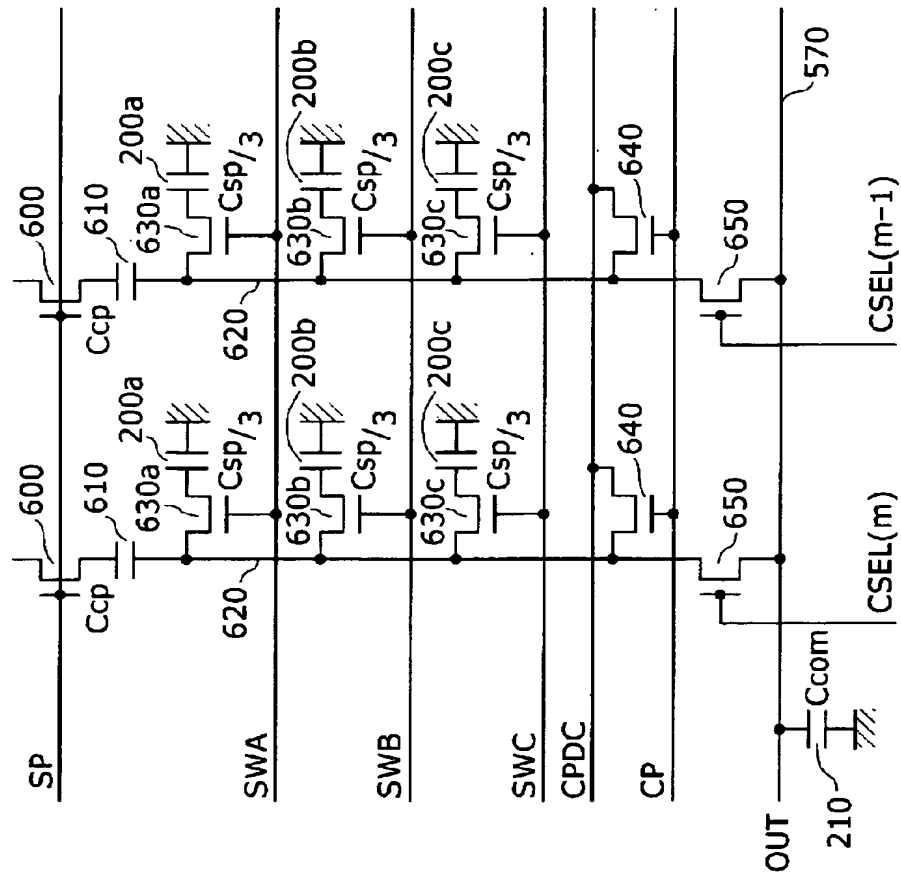 600
610
200a
600
610
200a
SP
Ccp
630a
Csp/3
Ccp
630a
Csp/3
SWA
620
200b
620
200b
630b
Csp/3
630b
Csp/3
SWB
200c
200c
630c
Csp/3
630c
Csp/3
SWC
CPDC
640
640
CP
650
650
OUT
570
Ccom
210
CSEL(m)
CSEL(m-1)